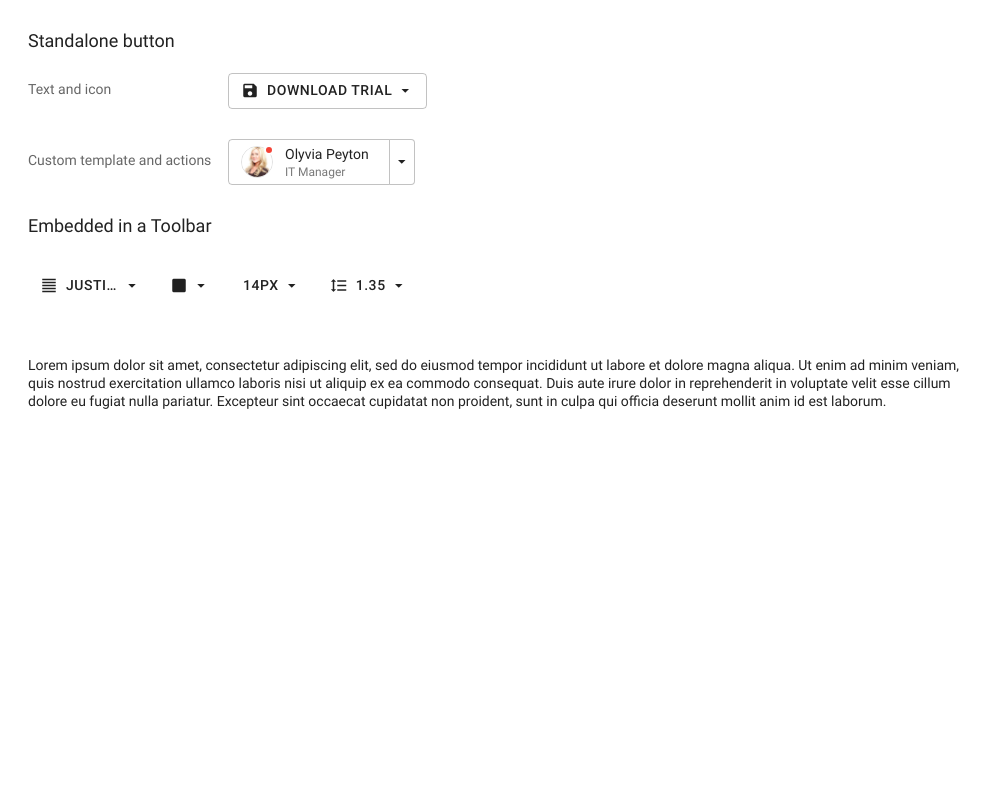 Standalone button
Text and icon
DOWNLOAD TRIAL
Custom template and actions
Olyvia Peyton
IT Manager
Embedded in a Toolbar
JUSTI...
14PX
1.35
Lorem ipsum dolor sit amet, consectetur adipiscing elit, sed do eiusmod tempor incididunt ut labore et dolore magna aliqua. Ut enim ad minim veniam,
quis nostrud exercitation ullamco laboris nisi ut aliquip ex ea commodo consequat. Duis aute irure dolor in reprehenderit in voluptate velit esse cillum
dolore eu fugiat nulla pariatur. Excepteur sint occaecat cupidatat non proident, sunt in culpa qui officia deserunt mollit anim id est laborum.